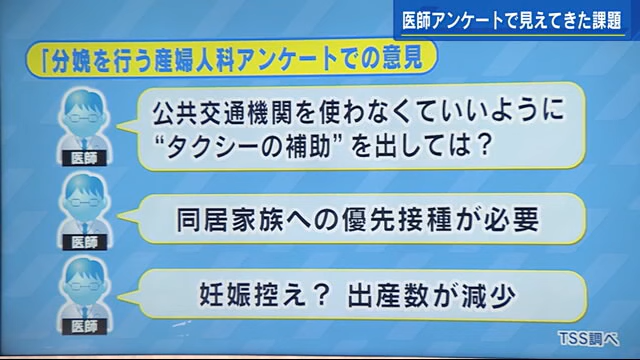 医師アンケートで見えてきた課題
「分娩を行う産婦人科アンケートでの意見
公共交通機関を使わなくていいように
“タクシーの補助”を出しては？
医師
同居家族への優先接種が必要
医師
妊娠控え？ 出産数が減少
医師
TSS調べ